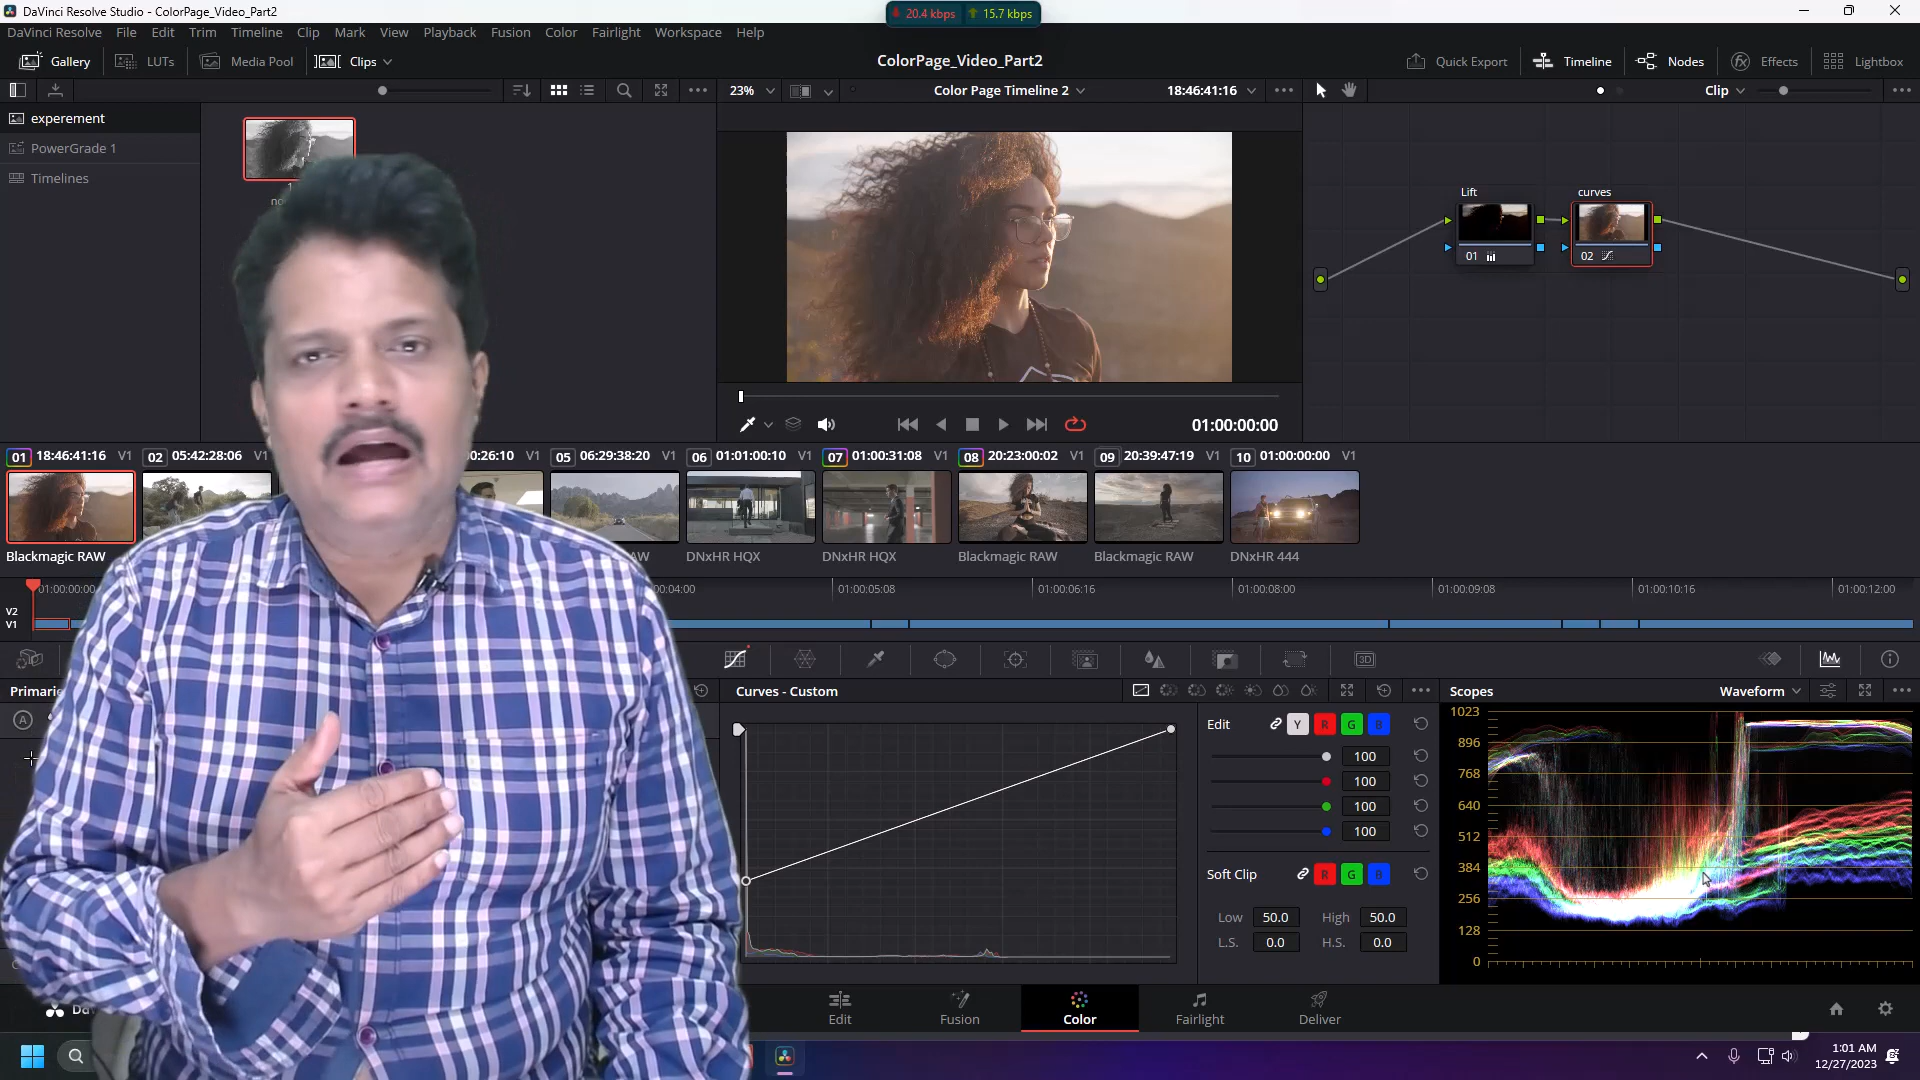 DaVinci Resolve Studio - ColorPage_Video_Part2
20.4 kbps 15.7 kbps
DaVinci Resolve File Edit Trim Timeline Clip Mark View Playback Fusion Color Fairlight Workspace Help
Gallery LUTs Media Pool Clips ColorPage_Video_Part2 Quick Export Timeline Nodes Effects Lightbox
23% Color Page Timeline 2 18:46:41:16 Clip
experement
PowerGrade 1
Timelines
Lift curves
01 02
01:00:00:00
01 18:46:41:16 V1 02 05:42:28:06 V1 05 06:29:38:20 V1 06 01:01:00:10 V1 07 01:00:31:08 V1 08 20:23:00:02 V1 09 20:39:47:19 V1 10 01:00:00:00 V1
Blackmagic RAW DNxHR HQX DNxHR HQX Blackmagic RAW Blackmagic RAW DNxHR 444
01:00:00:00 01:00:05:08 01:00:06:16 01:00:08:00 01:00:09:08 01:00:10:16 01:00:12:00
V2
V1
3D
Curves - Custom Scopes Waveform
A
Edit Y R G B
100
100
100
100
Soft Clip R G B
Low 50.0 High 50.0
L.S. 0.0 H.S. 0.0
1023
896
768
640
512
384
256
128
0
Edit Fusion Color Fairlight Deliver
1:01 AM
12/27/2023